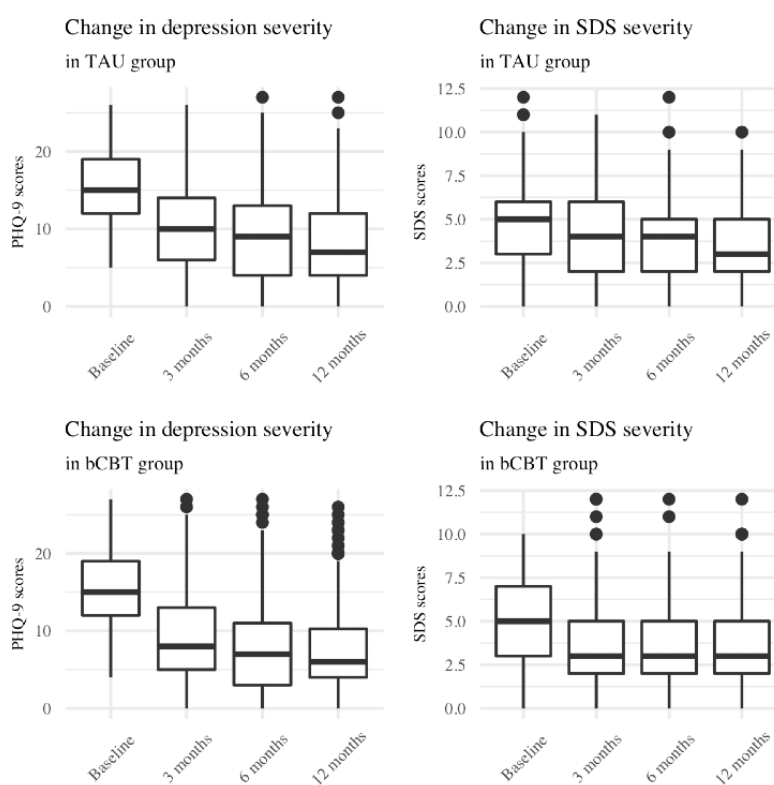 Change in depression severity
in TAU group
PHQ-9 scores
20
10
0
Baseline
3 months
6 months
12 months
Change in SDS severity
in TAU group
SDS scores
12.5
10.0
7.5
5.0
2.5
0.0
Baseline
3 months
6 months
12 months
Change in depression severity
in bCBT group
PHQ-9 scores
20
10
0
Baseline
3 months
6 months
12 months
Change in SDS severity
in bCBT group
SDS scores
12.5
10.0
7.5
5.0
2.5
0.0
Baseline
3 months
6 months
12 months